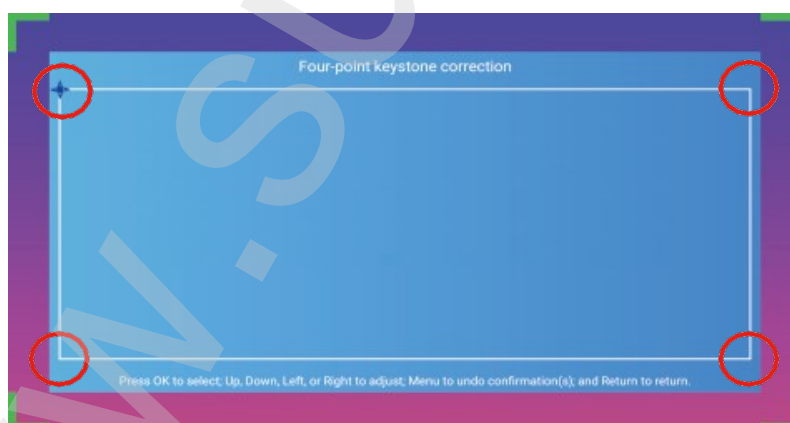 Four-point keystone correction
Press OK to select; Up, Down, Left, or Right to adjust; Menu to undo confirmation(s); and Return to return.
W.SU